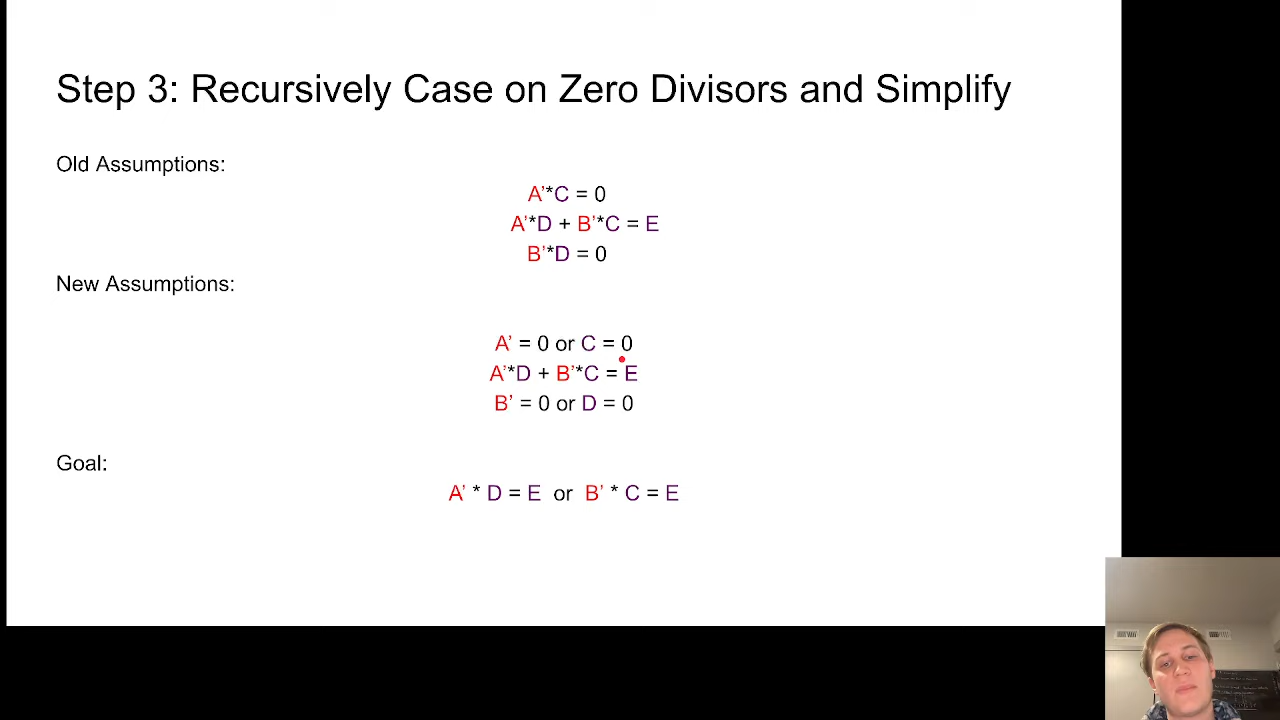 Step 3: Recursively Case on Zero Divisors and Simplify
Old Assumptions:
A'*C = 0
A'*D + B'*C = E
B'*D = 0
New Assumptions:
A' = 0 or C = 0
A'*D + B'*C = E
B' = 0 or D = 0
Goal:
A' * D = E or B' * C = E